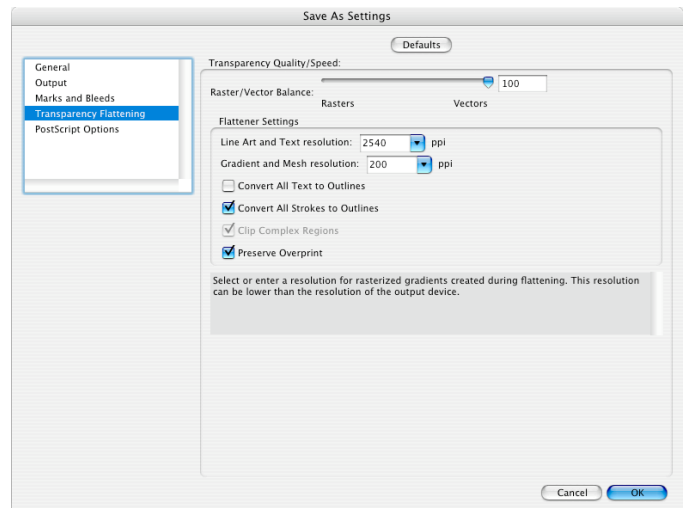 Save As Settings
Defaults
General
Output
Marks and Bleeds
Transparency Flattening
PostScript Options
Transparency Quality/Speed:
Raster/Vector Balance:
100
Rasters
Vectors
Flattener Settings
Line Art and Text resolution: 2540 ppi
Gradient and Mesh resolution: 200 ppi
Convert All Text to Outlines
Convert All Strokes to Outlines
Clip Complex Regions
Preserve Overprint
Select or enter a resolution for rasterized gradients created during flattening. This resolution
can be lower than the resolution of the output device.
Cancel
OK